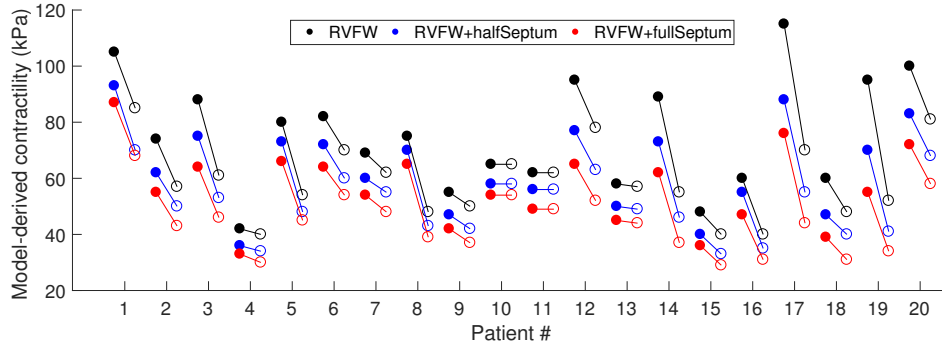 RVFW RVFW+halfSeptum RVFW+fullSeptum
Model-derived contractility (kPa)
120
100
80
60
40
20
1 2 3 4 5 6 7 8 9 10 11 12 13 14 15 16 17 18 19 20
Patient #